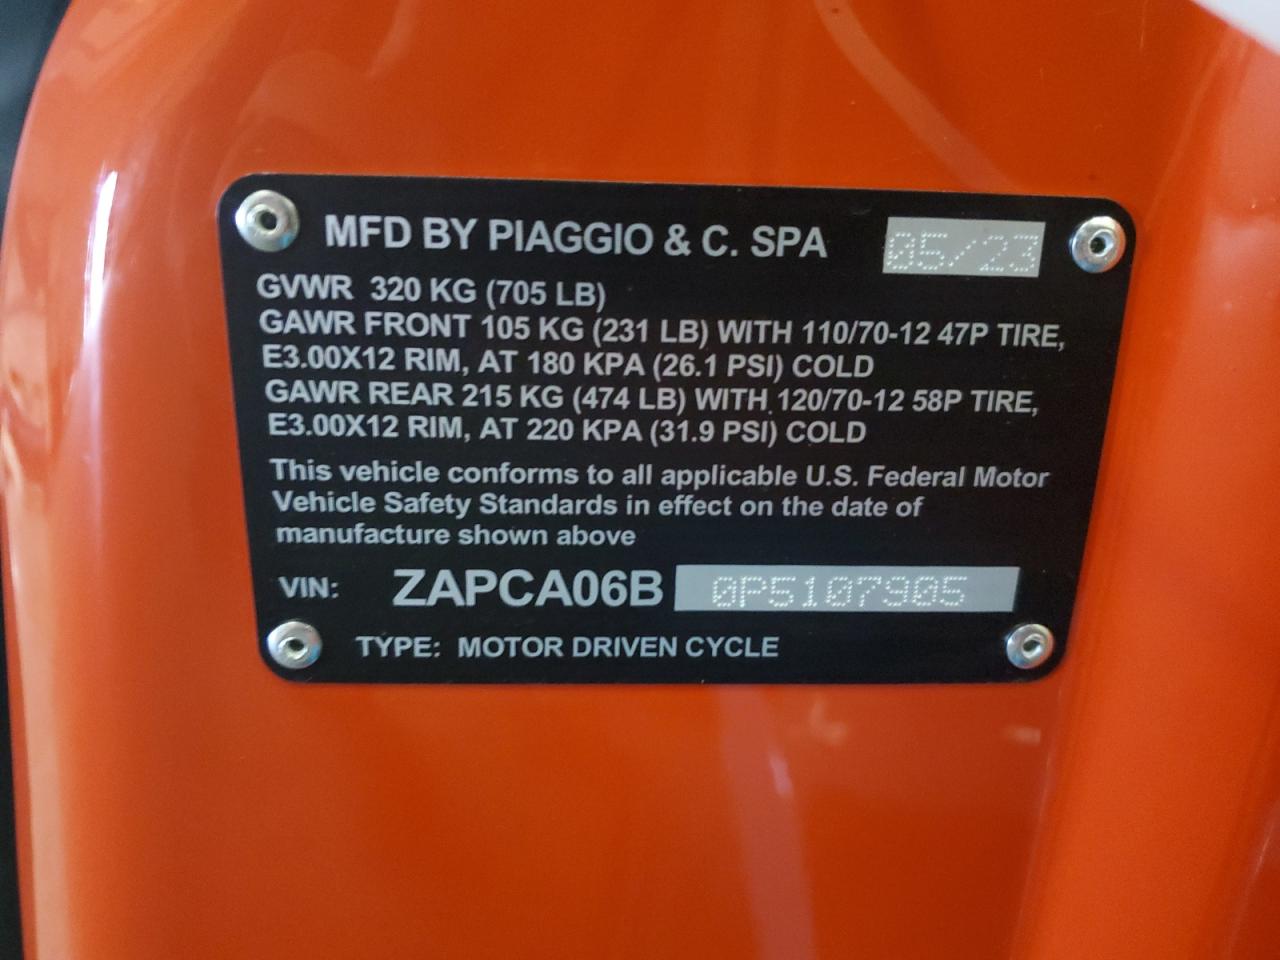 MFD BY PIAGGIO & C. SPA 05/23
GVWR 320 KG (705 LB)
GAWR FRONT 105 KG (231 LB) WITH 110/70-12 47P TIRE,
E3.00X12 RIM, AT 180 KPA (26.1 PSI) COLD
GAWR REAR 215 KG (474 LB) WITH 120/70-12 58P TIRE,
E3.00X12 RIM, AT 220 KPA (31.9 PSI) COLD
This vehicle conforms to all applicable U.S. Federal Motor
Vehicle Safety Standards in effect on the date of
manufacture shown above
VIN: ZAPCA06B 0P5107905
TYPE: MOTOR DRIVEN CYCLE